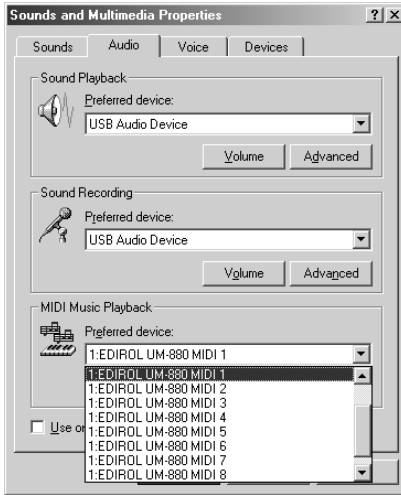 Sounds and Multimedia Properties
Sounds Audio Voice Devices
Sound Playback
Preferred device:
USB Audio Device
Volume Advanced
Sound Recording
Preferred device:
USB Audio Device
Volume Advanced
MIDI Music Playback
Preferred device:
1:EDIROL UM-880 MIDI 1
1:EDIROL UM-880 MIDI 1
1:EDIROL UM-880 MIDI 2
1:EDIROL UM-880 MIDI 3
1:EDIROL UM-880 MIDI 4
1:EDIROL UM-880 MIDI 5
1:EDIROL UM-880 MIDI 6
1:EDIROL UM-880 MIDI 7
1:EDIROL UM-880 MIDI 8
Use